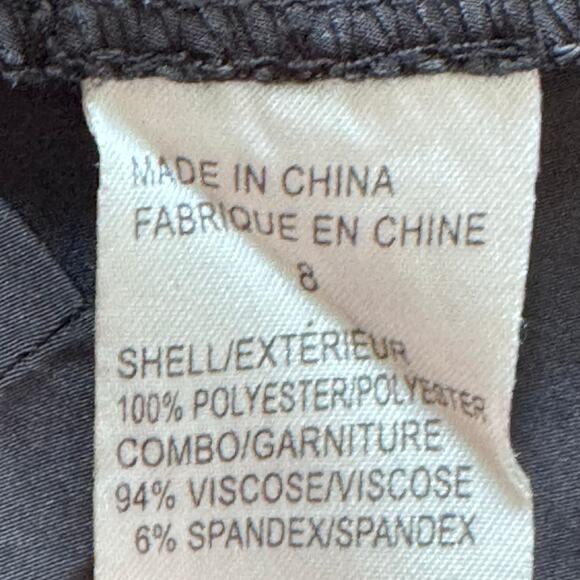 MADE IN CHINA
FABRIQUE EN CHINE
8
SHELL/EXTÉRIEUR
100% POLYESTER/POLYESTER
COMBO/GARNITURE
94% VISCOSE/VISCOSE
6% SPANDEX/SPANDEX